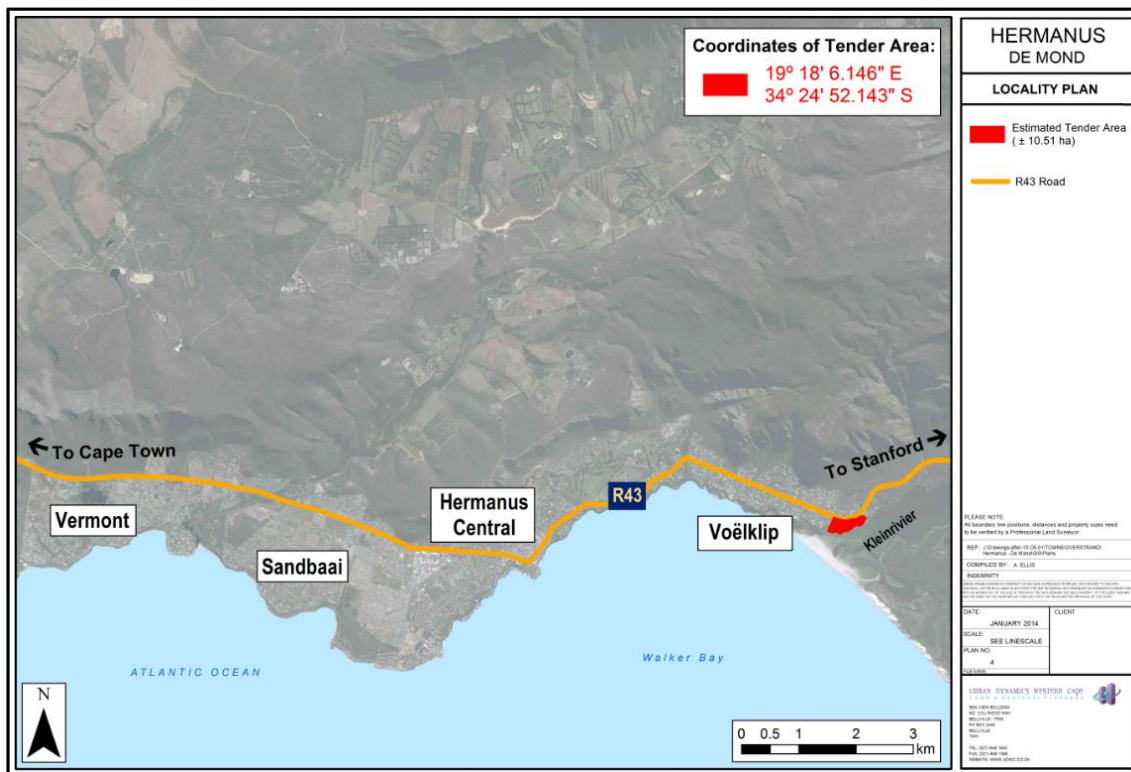 Coordinates of Tender Area:
19º 18' 6.146" E
34º 24' 52.143" S
To Cape Town
Vermont
Sandbaai
Hermanus
Central
R43
Voëlklip
To Stanford
Kleinrivier
ATLANTIC OCEAN
Walker Bay
N
0 0.5 1 2 3
km
HERMANUS
DE MOND
LOCALITY PLAN
Estimated Tender Area
( ± 10.51 ha)
R43 Road
PLEASE NOTE:
All boundary line positions, distances and property sizes need
to be verified by a Professional Land Surveyor.
REF:
COMPILED BY: A. ELLIS
INDEMNITY
DATE:
JANUARY 2014
CLIENT
SCALE:
SEE LINESCALE
PLAN NO:
4
URBAN DYNAMICS WESTERN CAPE
TOWN & REGIONAL PLANNERS
BELLVILLE